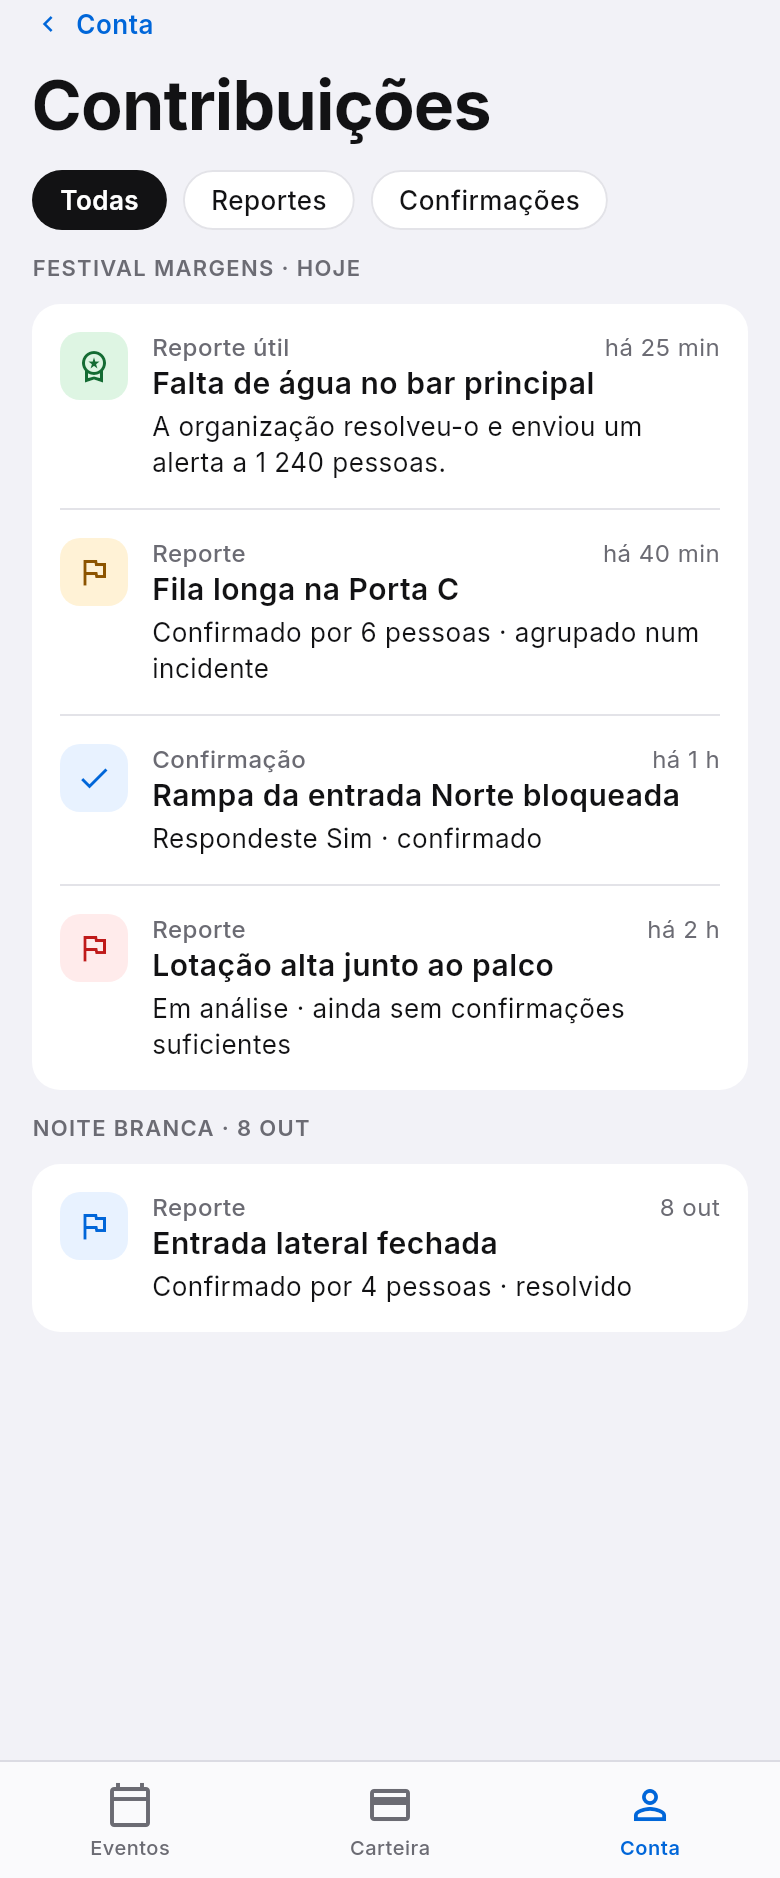 Conta
Contribuições
Todas
Reportes
Confirmações
FESTIVAL MARGENS · HOJE
Reporte útil
há 25 min
Falta de água no bar principal
A organização resolveu-o e enviou um
alerta a 1 240 pessoas.
Reporte
há 40 min
Fila longa na Porta C
Confirmado por 6 pessoas · agrupado num
incidente
Confirmação
há 1 h
Rampa da entrada Norte bloqueada
Respondeste Sim · confirmado
Reporte
há 2 h
Lotação alta junto ao palco
Em análise · ainda sem confirmações
suficientes
NOITE BRANCA · 8 OUT
Reporte
8 out
Entrada lateral fechada
Confirmado por 4 pessoas · resolvido
Eventos
Carteira
Conta